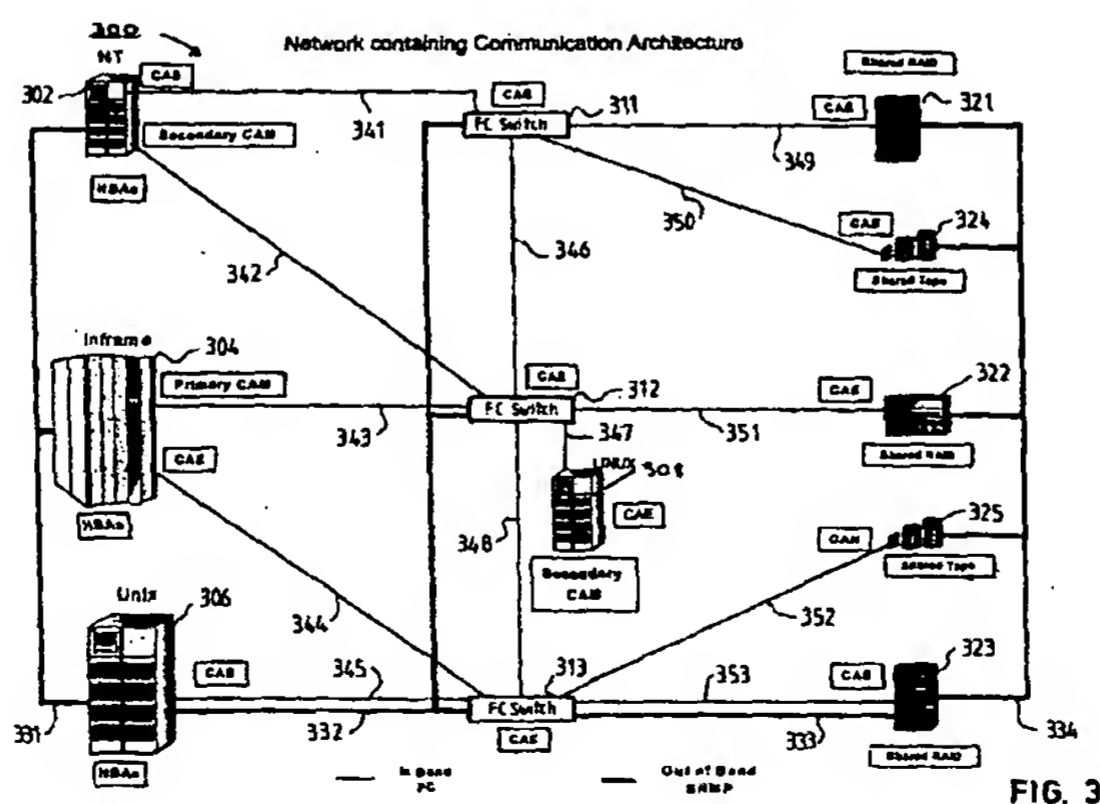 300
Network containing Communication Architecture
NT
CAS
302
Secondary CAM
HBAs
341
CAS
FC Switch
311
Shared RAID
CAS
321
349
350
CAS
324
Shared Tape
342
346
Inframe
304
Primary CAM
CAS
HBAs
343
CAS
312
FC Switch
347
351
CAS
322
Shared RAID
LINUX
308
CAS
Secondary
CAM
348
325
Shared Tape
352
Unix
306
344
CAS
345
332
331
HBAs
313
FC Switch
CAS
353
333
CAS
323
334
Shared RAID
In Band
FC
Out of Band
SNMP
FIG. 3